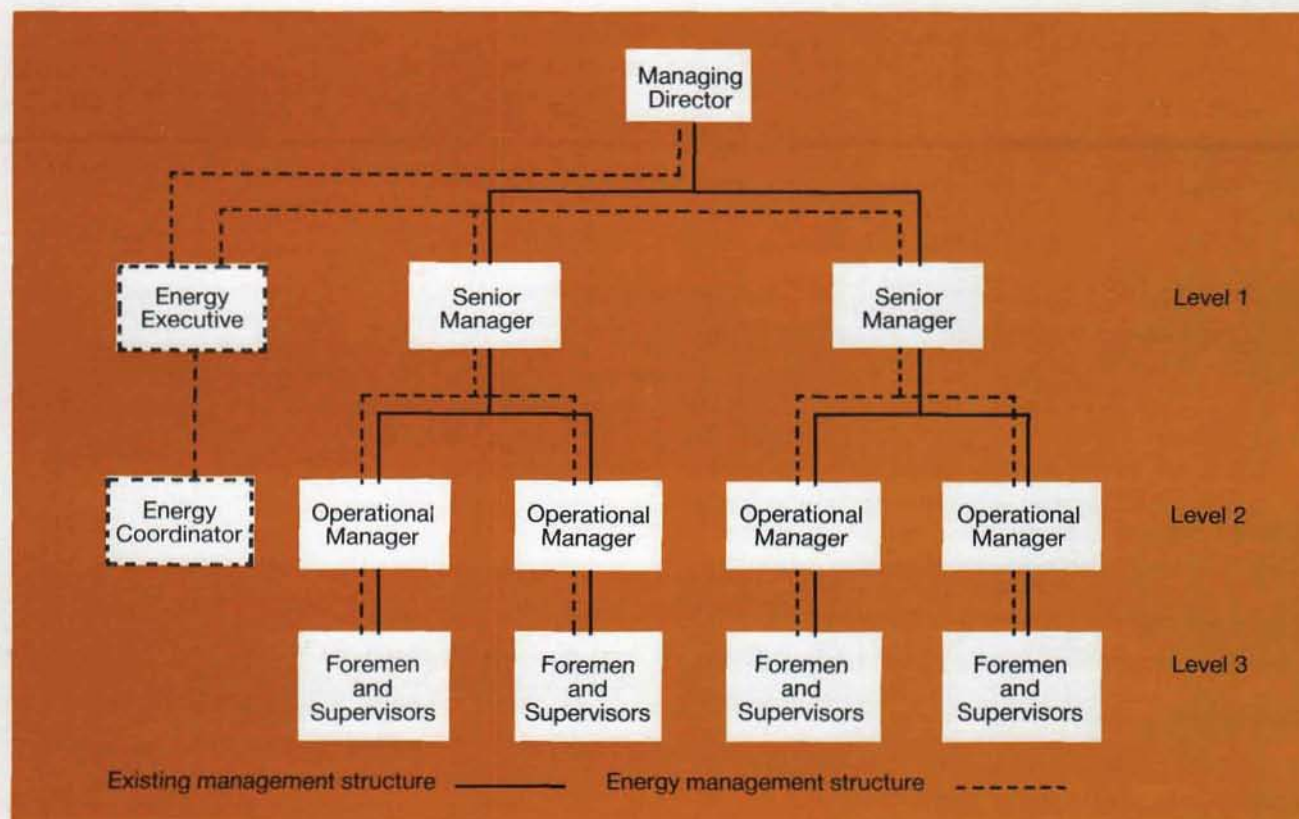 Managing
Director
Energy
Executive
Senior
Manager
Senior
Manager
Level 1
Energy
Coordinator
Operational
Manager
Operational
Manager
Operational
Manager
Operational
Manager
Level 2
Foremen
and
Supervisors
Foremen
and
Supervisors
Foremen
and
Supervisors
Foremen
and
Supervisors
Level 3
Existing management structure
Energy management structure